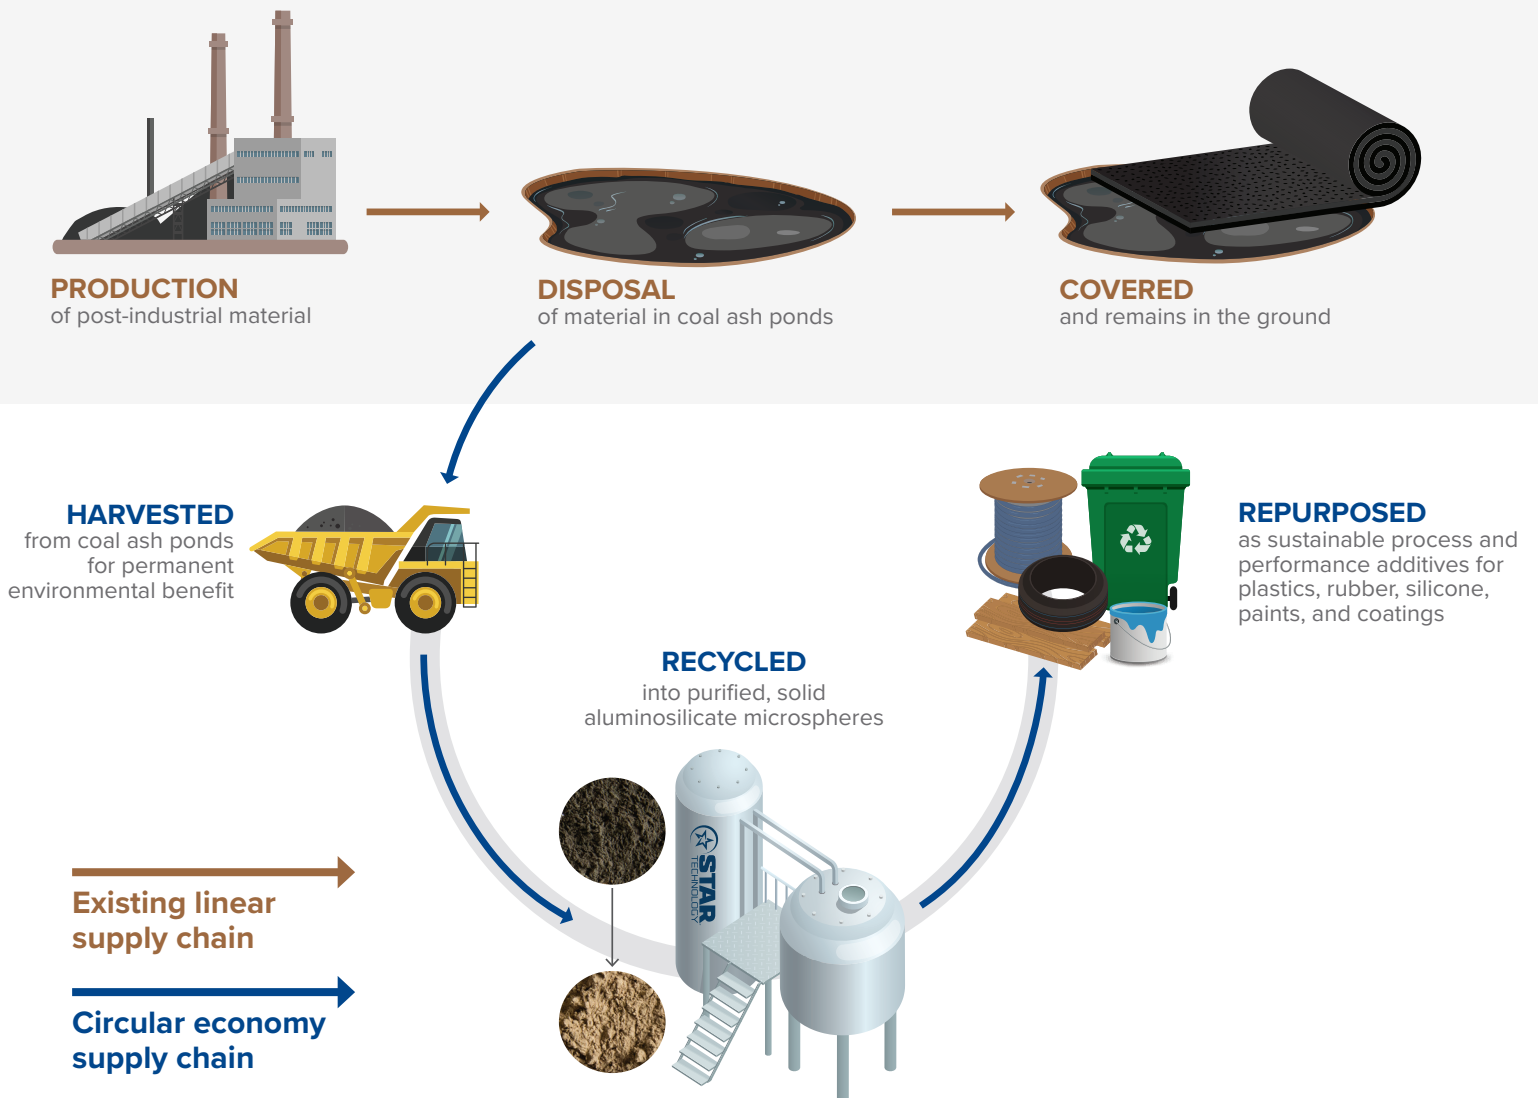 PRODUCTION
of post-industrial material
DISPOSAL
of material in coal ash ponds
COVERED
and remains in the ground
HARVESTED
from coal ash ponds
for permanent
environmental benefit
RECYCLED
into purified, solid
aluminosilicate microspheres
STAR
TECHNOLOGY
REPURPOSED
as sustainable process and
performance additives for
plastics, rubber, silicone,
paints, and coatings
Existing linear
supply chain
Circular economy
supply chain